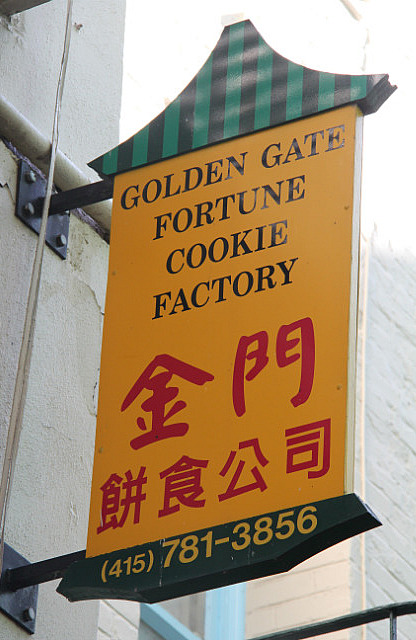 GOLDEN GATE
FORTUNE
COOKIE
FACTORY
金門
餅食公司
(415) 781-3856